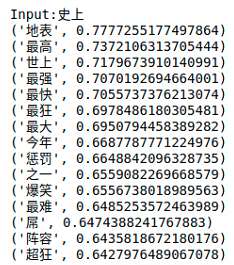 Input:史上
('地表', 0.7777255177497864)
('最高', 0.7372106313705444)
('世上', 0.7179673910140991)
('最强', 0.7070192694664001)
('最快', 0.7055737376213074)
('最狂', 0.6978486180305481)
('最大', 0.6950794458389282)
('今年', 0.6687787771224976)
('惩罚', 0.6648842096328735)
('之一', 0.6559082269668579)
('爆笑', 0.6556738018989563)
('最难', 0.6485253572463989)
('屌', 0.6474388241767883)
('阵容', 0.6435818672180176)
('超狂', 0.6427976489067078)